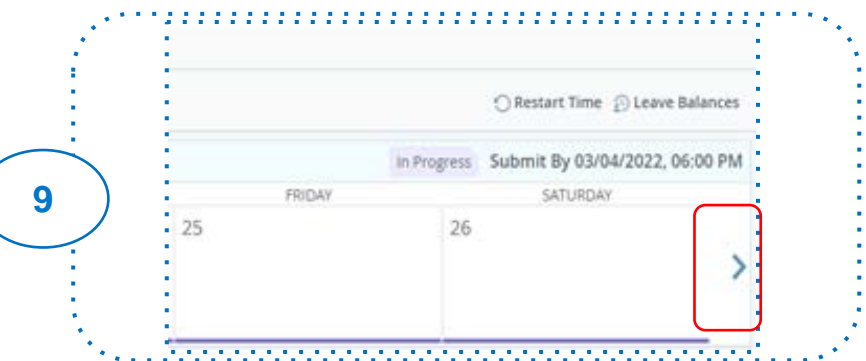 Restart Time Leave Balances
In Progress Submit By 03/04/2022, 06:00 PM
9
FRIDAY SATURDAY
25 26